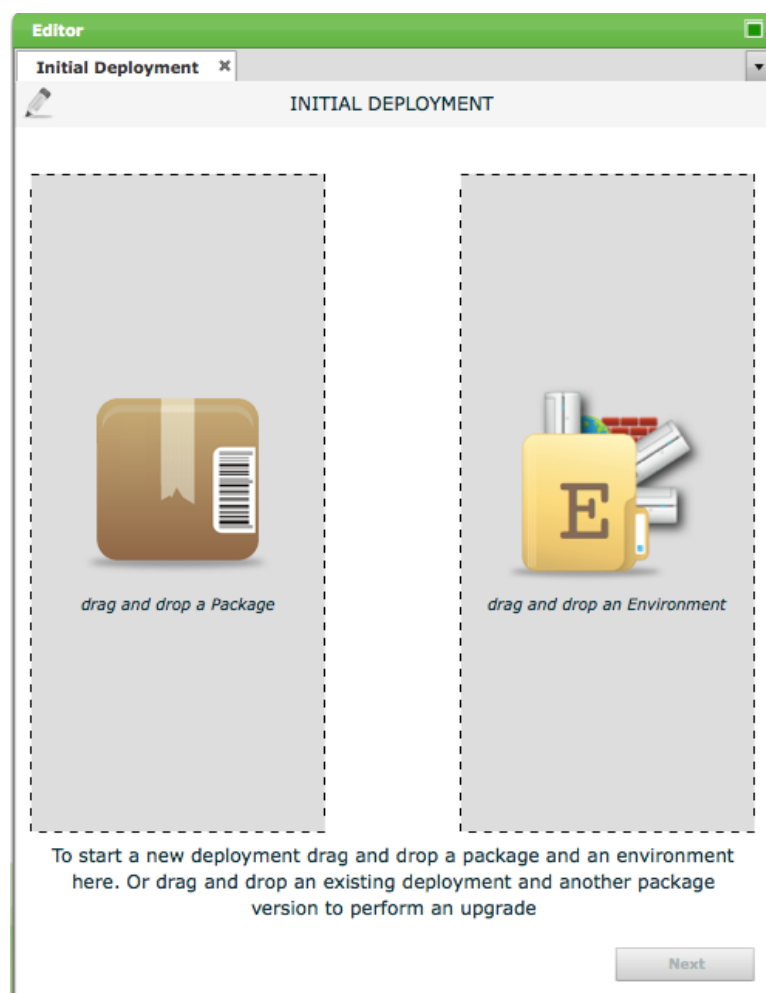 Editor
Initial Deployment
INITIAL DEPLOYMENT
E
drag and drop a Package
drag and drop an Environment
To start a new deployment drag and drop a package and an environment
here. Or drag and drop an existing deployment and another package
version to perform an upgrade
Next